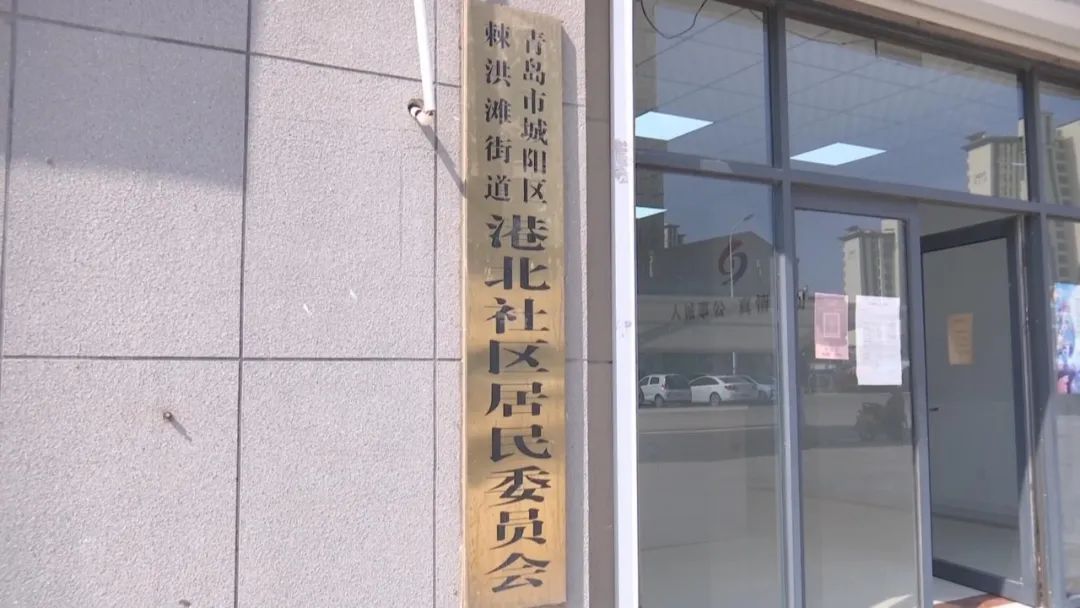 青岛市城阳区
棘洪滩街道
港北社区居民委员会